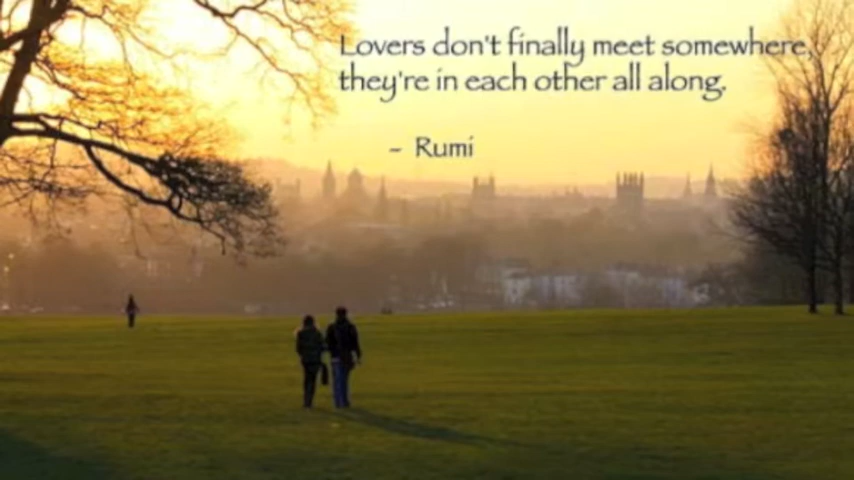 Lovers don't finally meet somewhere,
they're in each other all along.
- Rumi